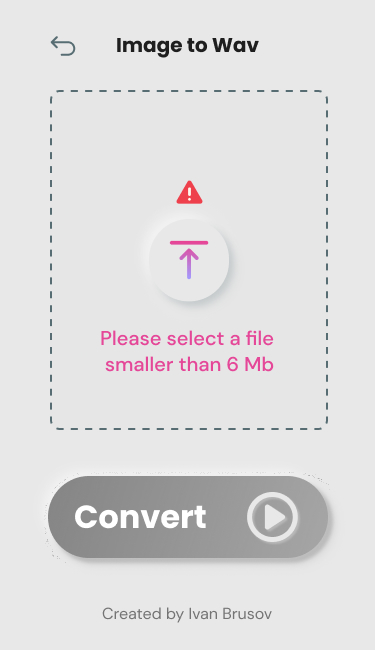 Image to Wav
Please select a file
smaller than 6 Mb
Convert
Created by Ivan Brusov